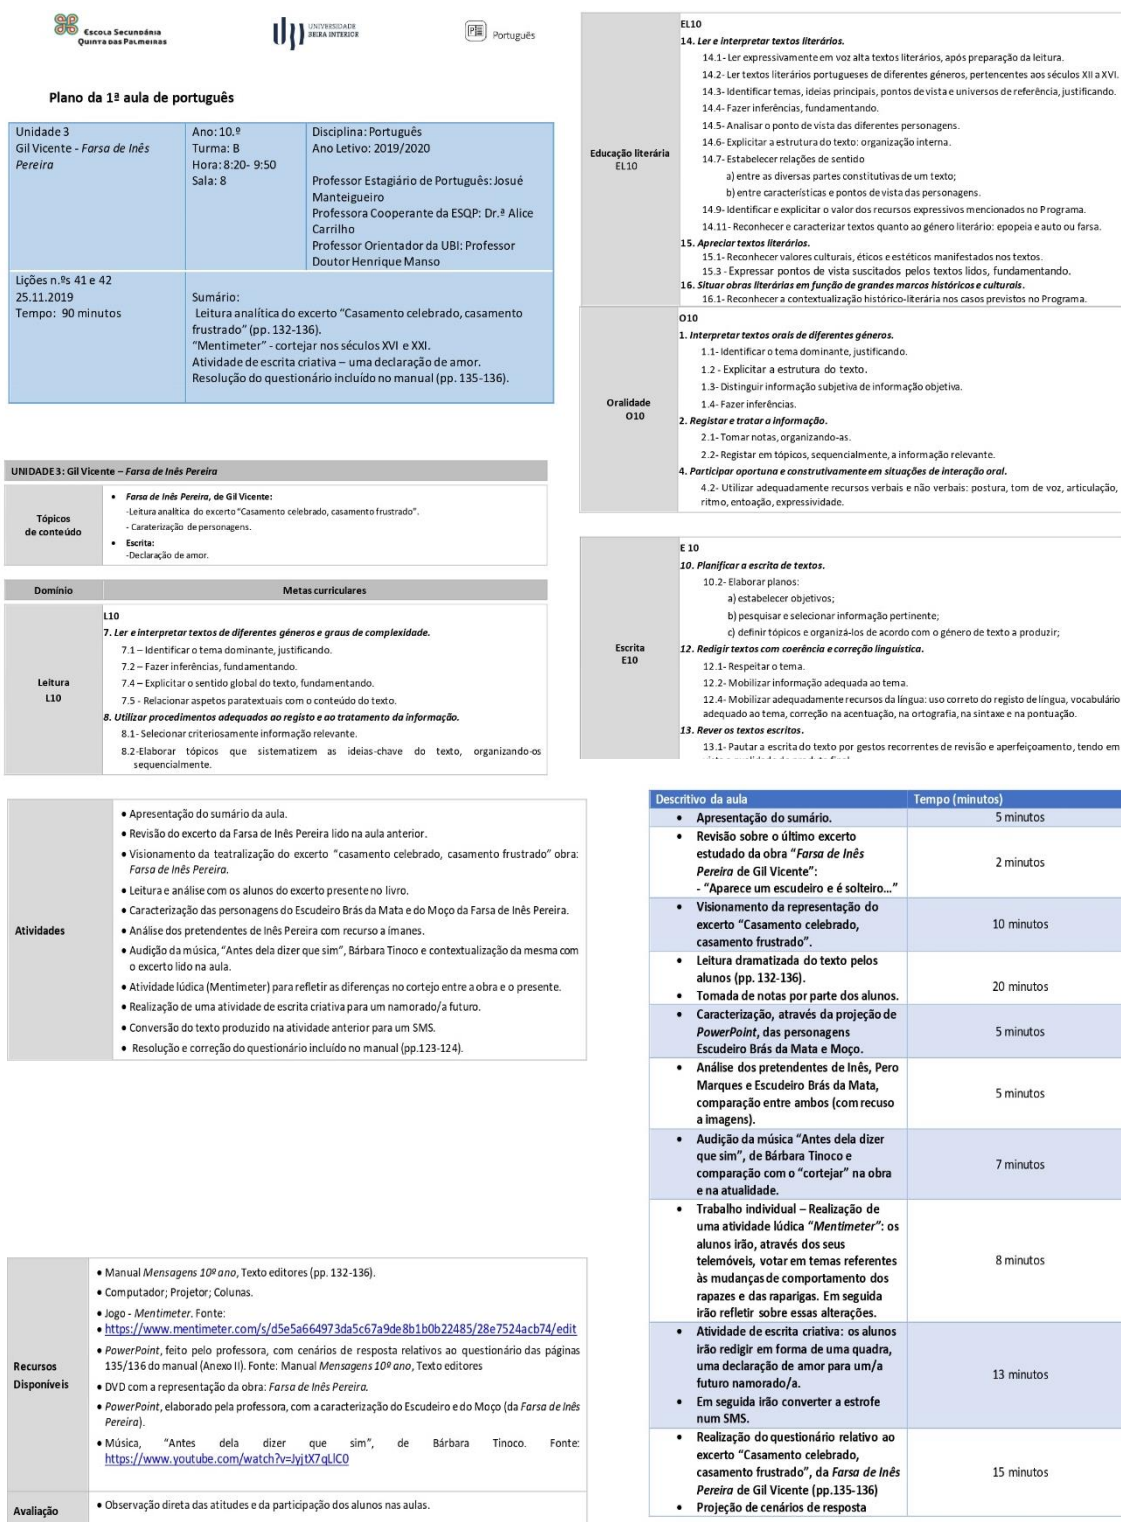 Escola Secundária
Quinta das Palmeiras
UNIVERSIDADE
BEIRA INTERIOR
Português
Plano da 1ª aula de português
Unidade 3
Gil Vicente - Farsa de Inês
Pereira
Ano: 10.º
Turma: B
Hora: 8:20- 9:50
Sala: 8
Disciplina: Português
Ano Letivo: 2019/2020
Professor Estagiário de Português: Josué
Manteigueiro
Professora Cooperante da ESQP: Dr.ª Alice
Carrilho
Professor Orientador da UBI: Professor
Doutor Henrique Manso
Lições n.ºs 41 e 42
25.11.2019
Tempo: 90 minutos
Sumário:
Leitura analítica do excerto “Casamento celebrado, casamento
frustrado” (pp. 132-136).
“Mentimeter” - cortejar nos séculos XVI e XXI.
Atividade de escrita criativa – uma declaração de amor.
Resolução do questionário incluído no manual (pp. 135-136).
UNIDADE 3: Gil Vicente – Farsa de Inês Pereira
Tópicos
de conteúdo
• Farsa de Inês Pereira, de Gil Vicente:
-Leitura analítica do excerto “Casamento celebrado, casamento frustrado”.
- Caraterização de personagens.
• Escrita:
-Declaração de amor.
Domínio
Metas curriculares
Leitura
L10
L10
7. Ler e interpretar textos de diferentes géneros e graus de complexidade.
7.1 – Identificar o tema dominante, justificando.
7.2 – Fazer inferências, fundamentando.
7.4 – Explicitar o sentido global do texto, fundamentando.
7.5 - Relacionar aspetos paratextuais com o conteúdo do texto.
8. Utilizar procedimentos adequados ao registo e ao tratamento da informação.
8.1- Selecionar criteriosamente informação relevante.
8.2-Elaborar tópicos que sistematizem as ideias-chave do texto, organizando-os
sequencialmente.
Educação literária
EL10
EL10
14. Ler e interpretar textos literários.
14.1- Ler expressivamente em voz alta textos literários, após preparação da leitura.
14.2- Ler textos literários portugueses de diferentes géneros, pertencentes aos séculos XII a XVI.
14.3- Identificar temas, ideias principais, pontos de vista e universos de referência, justificando.
14.4- Fazer inferências, fundamentando.
14.5- Analisar o ponto de vista das diferentes personagens.
14.6- Explicitar a estrutura do texto: organização interna.
14.7- Estabelecer relações de sentido
a) entre as diversas partes constitutivas de um texto;
b) entre características e pontos de vista das personagens.
14.9- Identificar e explicitar o valor dos recursos expressivos mencionados no Programa.
14.11- Reconhecer e caracterizar textos quanto ao género literário: epopeia e auto ou farsa.
15. Apreciar textos literários.
15.1- Reconhecer valores culturais, éticos e estéticos manifestados nos textos.
15.3 - Expressar pontos de vista suscitados pelos textos lidos, fundamentando.
16. Situar obras literárias em função de grandes marcos históricos e culturais.
16.1- Reconhecer a contextualização histórico-literária nos casos previstos no Programa.
Oralidade
O10
O10
1. Interpretar textos orais de diferentes géneros.
1.1- Identificar o tema dominante, justificando.
1.2 - Explicitar a estrutura do texto.
1.3- Distinguir informação subjetiva de informação objetiva.
1.4- Fazer inferências.
2. Registar e tratar a informação.
2.1- Tomar notas, organizando-as.
2.2- Registar em tópicos, sequencialmente, a informação relevante.
4. Participar oportuna e construtivamente em situações de interação oral.
4.2- Utilizar adequadamente recursos verbais e não verbais: postura, tom de voz, articulação,
ritmo, entoação, expressividade.
Escrita
E10
E 10
10. Planificar a escrita de textos.
10.2- Elaborar planos:
a) estabelecer objetivos;
b) pesquisar e selecionar informação pertinente;
c) definir tópicos e organizá-los de acordo com o género de texto a produzir;
12. Redigir textos com coerência e correção linguística.
12.1- Respeitar o tema.
12.2- Mobilizar informação adequada ao tema.
12.4- Mobilizar adequadamente recursos da língua: uso correto do registo de língua, vocabulário
adequado ao tema, correção na acentuação, na ortografia, na sintaxe e na pontuação.
13. Rever os textos escritos.
13.1- Pautar a escrita do texto por gestos recorrentes de revisão e aperfeiçoamento, tendo em
Atividades
• Apresentação do sumário da aula.
• Revisão do excerto da Farsa de Inês Pereira lido na aula anterior.
• Visionamento da teatralização do excerto “casamento celebrado, casamento frustrado” obra:
Farsa de Inês Pereira.
• Leitura e análise com os alunos do excerto presente no livro.
• Caracterização das personagens do Escudeiro Brás da Mata e do Moço da Farsa de Inês Pereira.
• Análise dos pretendentes de Inês Pereira com recurso a ímanes.
• Audição da música, “Antes dela dizer que sim”, Bárbara Tinoco e contextualização da mesma com
o excerto lido na aula.
• Atividade lúdica (Mentimeter) para refletir as diferenças no cortejo entre a obra e o presente.
• Realização de uma atividade de escrita criativa para um namorado/a futuro.
• Conversão do texto produzido na atividade anterior para um SMS.
• Resolução e correção do questionário incluído no manual (pp.123-124).
Recursos
Disponíveis
• Manual Mensagens 10º ano, Texto editores (pp. 132-136).
• Computador; Projetor; Colunas.
• Jogo - Mentimeter. Fonte:
• https://www.mentimeter.com/s/d5e5a664973da5c67a9de8b1b0b22485/28e7524acb74/edit
• PowerPoint, feito pelo professora, com cenários de resposta relativos ao questionário das páginas
135/136 do manual (Anexo II). Fonte: Manual Mensagens 10º ano, Texto editores
• DVD com a representação da obra: Farsa de Inês Pereira.
• PowerPoint, elaborado pela professora, com a caracterização do Escudeiro e do Moço (da Farsa de Inês
Pereira).
• Música, “Antes dela dizer que sim”, de Bárbara Tinoco. Fonte:
https://www.youtube.com/watch?v=JyjtX7qLlC0
Avaliação
• Observação direta das atitudes e da participação dos alunos nas aulas.
Descritivo da aula
Tempo (minutos)
• Apresentação do sumário.
5 minutos
• Revisão sobre o último excerto
estudado da obra “Farsa de Inês
Pereira de Gil Vicente”:
- “Aparece um escudeiro e é solteiro...”
2 minutos
• Visionamento da representação do
excerto “Casamento celebrado,
casamento frustrado”.
10 minutos
• Leitura dramatizada do texto pelos
alunos (pp. 132-136).
• Tomada de notas por parte dos alunos.
20 minutos
• Caracterização, através da projeção de
PowerPoint, das personagens
Escudeiro Brás da Mata e Moço.
5 minutos
• Análise dos pretendentes de Inês, Pero
Marques e Escudeiro Brás da Mata,
comparação entre ambos (com recuso
a imagens).
5 minutos
• Audição da música “Antes dela dizer
que sim”, de Bárbara Tinoco e
comparação com o “cortejar” na obra
e na atualidade.
7 minutos
• Trabalho individual – Realização de
uma atividade lúdica “Mentimeter”: os
alunos irão, através dos seus
telemóveis, votar em temas referentes
às mudanças de comportamento dos
rapazes e das raparigas. Em seguida
irão refletir sobre essas alterações.
8 minutos
• Atividade de escrita criativa: os alunos
irão redigir em forma de uma quadra,
uma declaração de amor para um/a
futuro namorado/a.
• Em seguida irão converter a estrofe
num SMS.
13 minutos
• Realização do questionário relativo ao
excerto “Casamento celebrado,
casamento frustrado”, da Farsa de Inês
Pereira de Gil Vicente (pp.135-136)
• Projeção de cenários de resposta
15 minutos